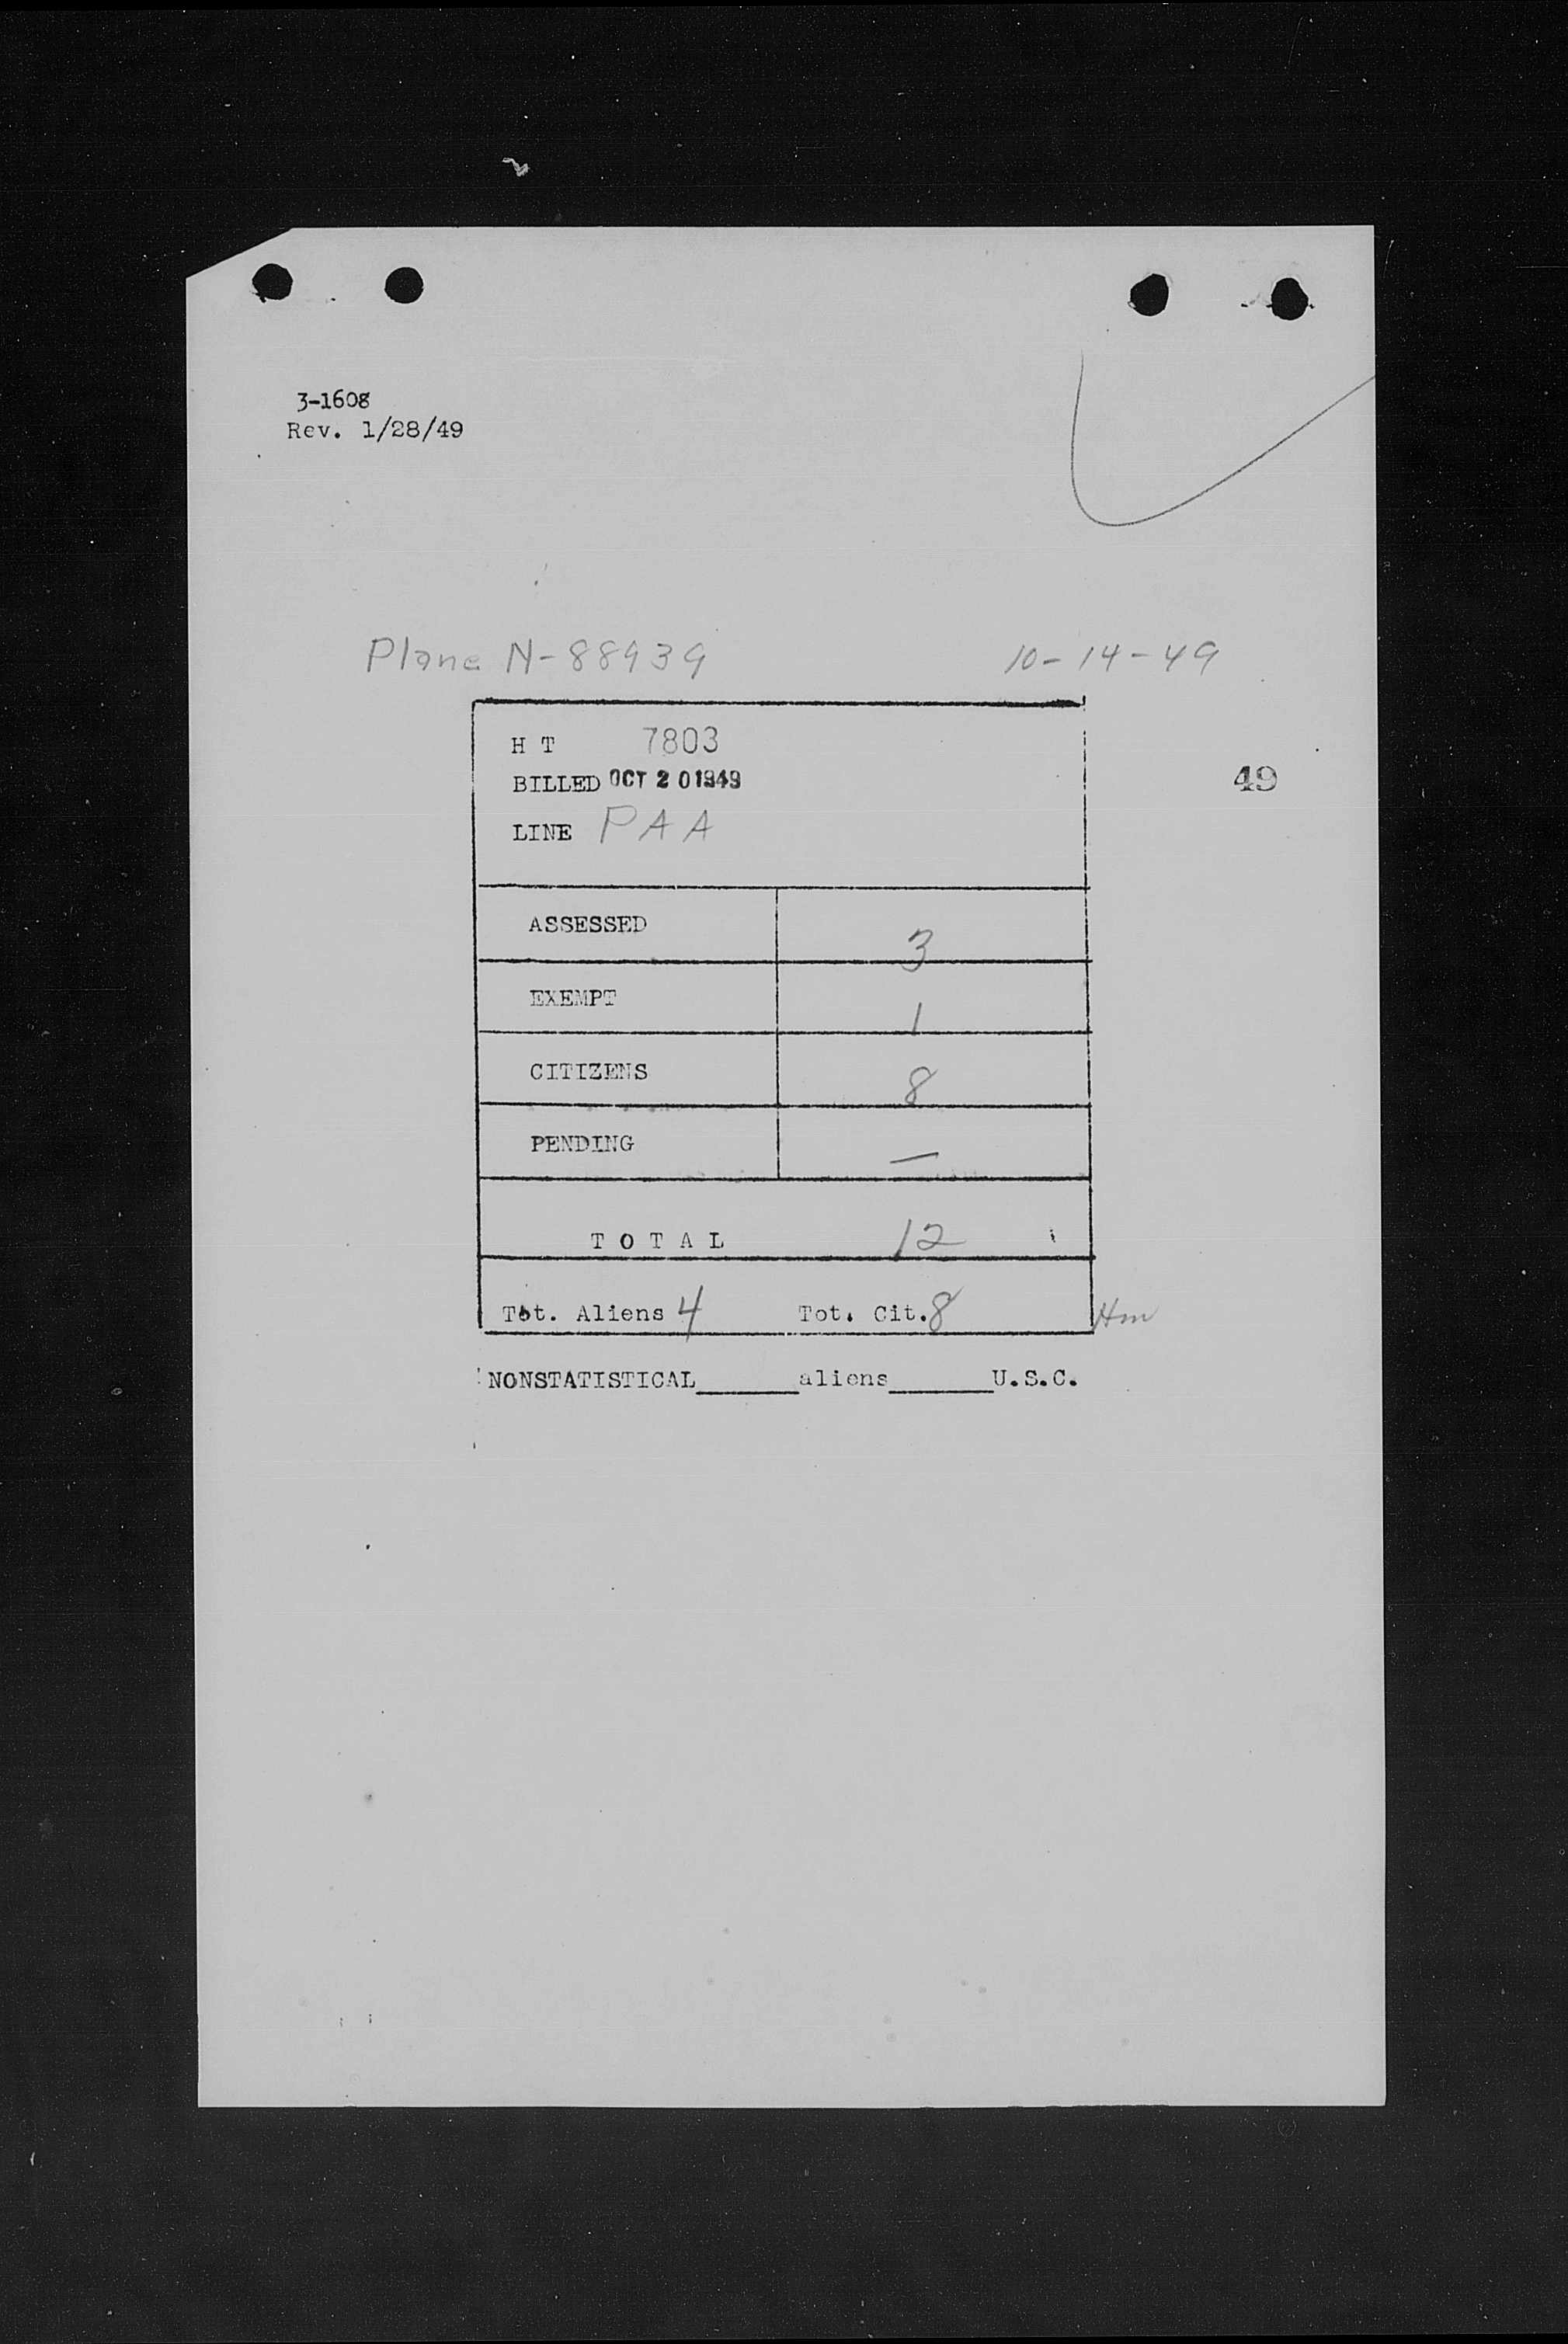 3-1608
Rev. 1/28/49
Plane N-88939 10-14-49
H T 7803
BILLED OCT 20 1949
49
LINE PAA
ASSESSED 3
EXEMPT 1
CITIZENS 8
PENDING —
TOTAL 12
Tot. Aliens 4 Tot. Cit. 8 Hm
NONSTATISTICAL______aliens______U.S.C.